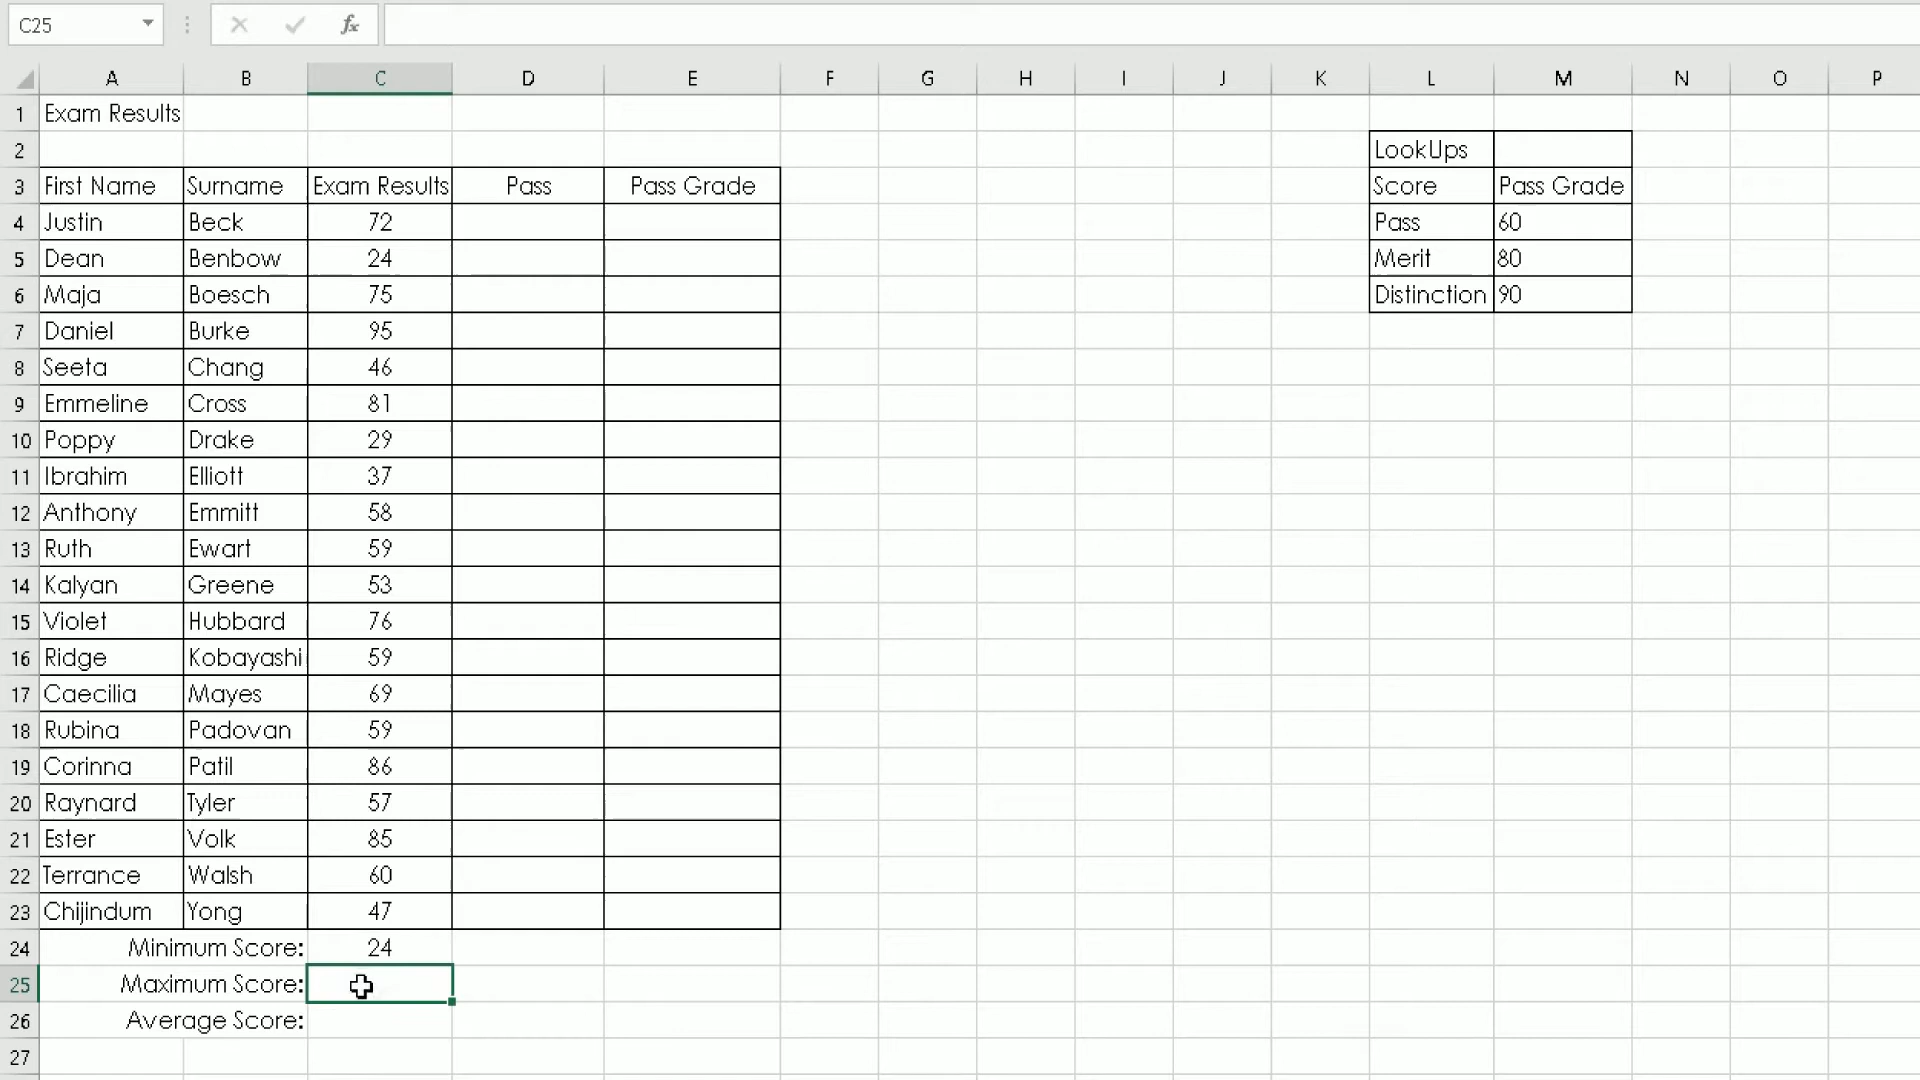 C25 fx
A B C D E F G H I J K L M N O P
1 Exam Results
2 LookUps
3 First Name Surname Exam Results Pass Pass Grade Score Pass Grade
4 Justin Beck 72 Pass 60
5 Dean Benbow 24 Merit 80
6 Maja Boesch 75 Distinction 90
7 Daniel Burke 95
8 Seeta Chang 46
9 Emmeline Cross 81
10 Poppy Drake 29
11 Ibrahim Elliott 37
12 Anthony Emmitt 58
13 Ruth Ewart 59
14 Kalyan Greene 53
15 Violet Hubbard 76
16 Ridge Kobayashi 59
17 Caecilia Mayes 69
18 Rubina Padovan 59
19 Corinna Patil 86
20 Raynard Tyler 57
21 Ester Volk 85
22 Terrance Walsh 60
23 Chijindum Yong 47
24 Minimum Score: 24
25 Maximum Score:
26 Average Score:
27